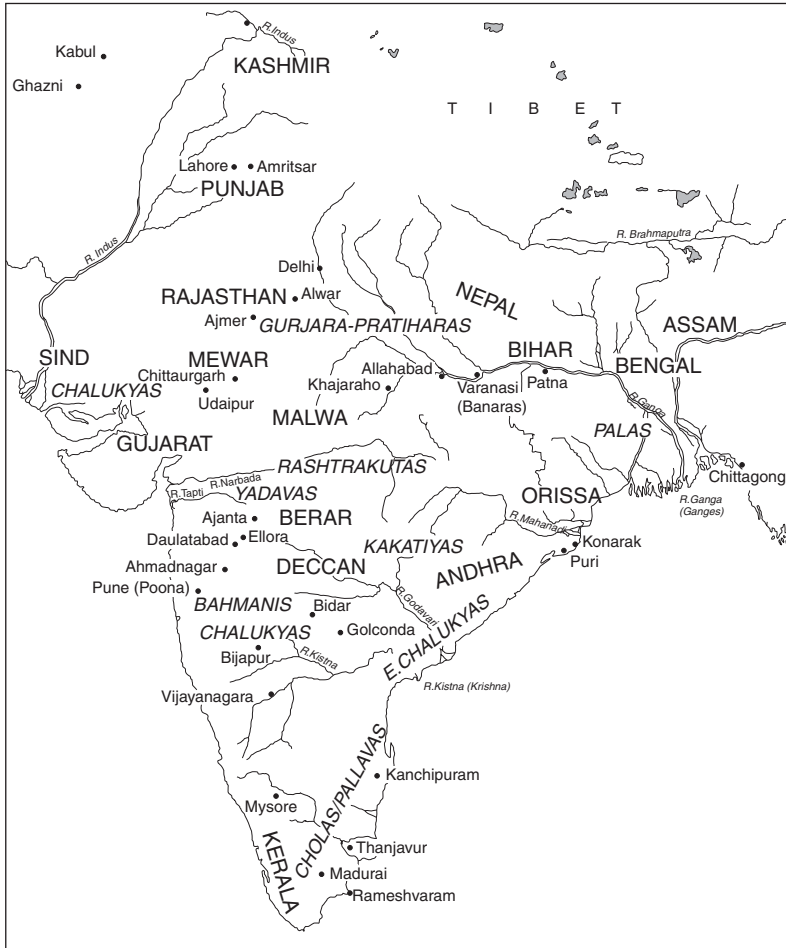 R.Indus
Kabul
KASHMIR
Ghazni
T I B E T
Lahore
Amritsar
PUNJAB
R. Brahmaputra
R. Indus
Delhi
NEPAL
RAJASTHAN
Alwar
Ajmer
GURJARA-PRATIHARAS
ASSAM
SIND
MEWAR
BIHAR
BENGAL
Chittaurgarh
Allahabad
CHALUKYAS
Khajaraho
Varanasi
(Banaras)
Patna
Udaipur
R.Ganga
MALWA
PALAS
GUJARAT
RASHTRAKUTAS
Chittagong
R.Narbada
R.Tapti
YADAVAS
ORISSA
R.Ganga
(Ganges)
Ajanta
BERAR
R.Mahanadi
Daulatabad
Ellora
KAKATIYAS
Konarak
Puri
Ahmadnagar
DECCAN
ANDHRA
Pune (Poona)
BAHMANIS
Bidar
R.Godavari
CHALUKYAS
Golconda
E.CHALUKYAS
Bijapur
R.Kistna
R.Kistna (Krishna)
Vijayanagara
Kanchipuram
CHOLAS/PALLAVAS
Mysore
KERALA
Thanjavur
Madurai
Rameshvaram